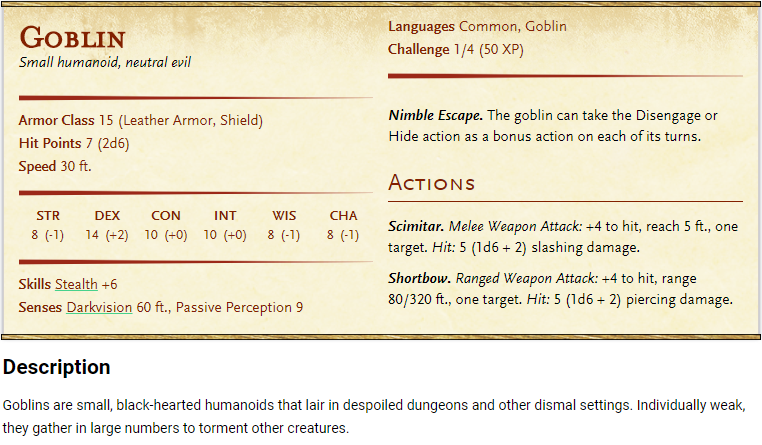 Goblin
Small humanoid, neutral evil
Armor Class 15 (Leather Armor, Shield)
Hit Points 7 (2d6)
Speed 30 ft.
STR DEX CON INT WIS CHA
8 (-1) 14 (+2) 10 (+0) 10 (+0) 8 (-1) 8 (-1)
Skills Stealth +6
Senses Darkvision 60 ft., Passive Perception 9
Languages Common, Goblin
Challenge 1/4 (50 XP)
Nimble Escape. The goblin can take the Disengage or
Hide action as a bonus action on each of its turns.
Actions
Scimitar. Melee Weapon Attack: +4 to hit, reach 5 ft., one
target. Hit: 5 (1d6 + 2) slashing damage.
Shortbow. Ranged Weapon Attack: +4 to hit, range
80/320 ft., one target. Hit: 5 (1d6 + 2) piercing damage.
Description
Goblins are small, black-hearted humanoids that lair in despoiled dungeons and other dismal settings. Individually weak,
they gather in large numbers to torment other creatures.